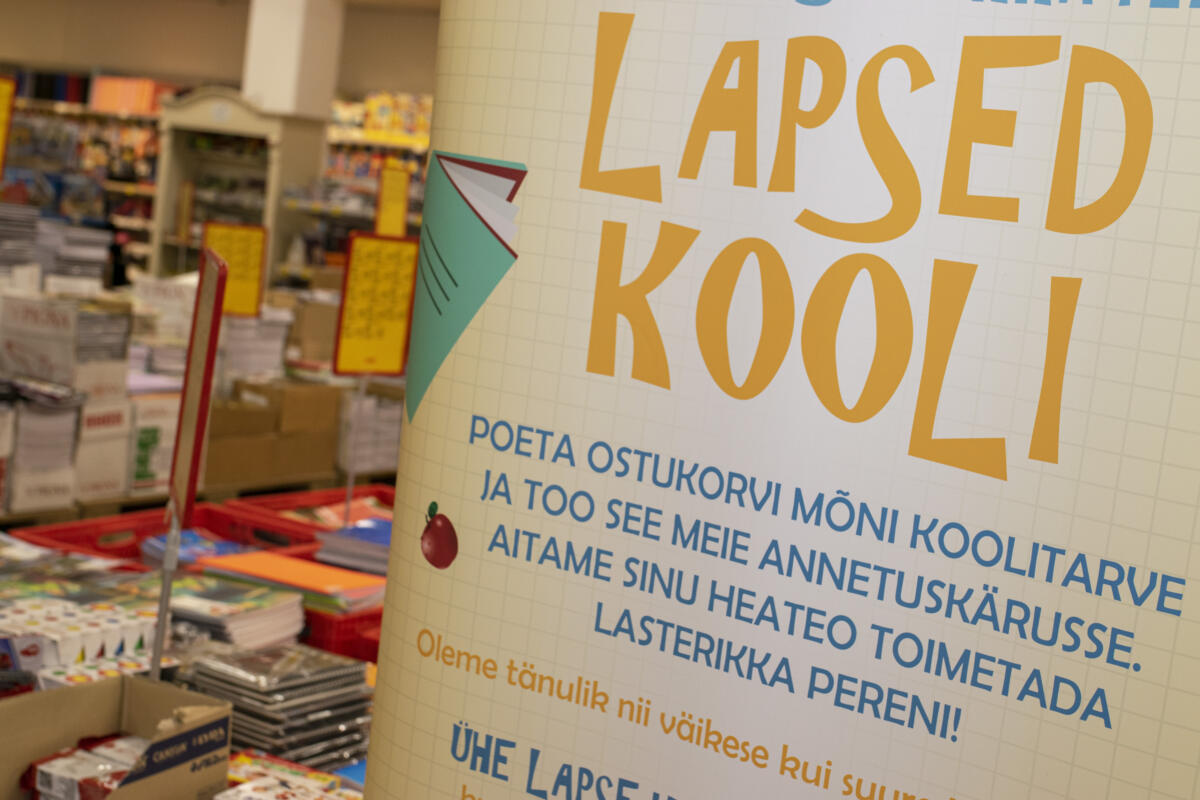 LAPSED
KOOLI
POETA OSTUKORVI MÕNI KOOLITARVE
JA TOO SEE MEIE ANNETUSKÄRUSSE.
AITAME SINU HEATEO TOIMETADA
LASTERIKKA PERENI!
Oleme tänulik nii väikese kui
ÜHE